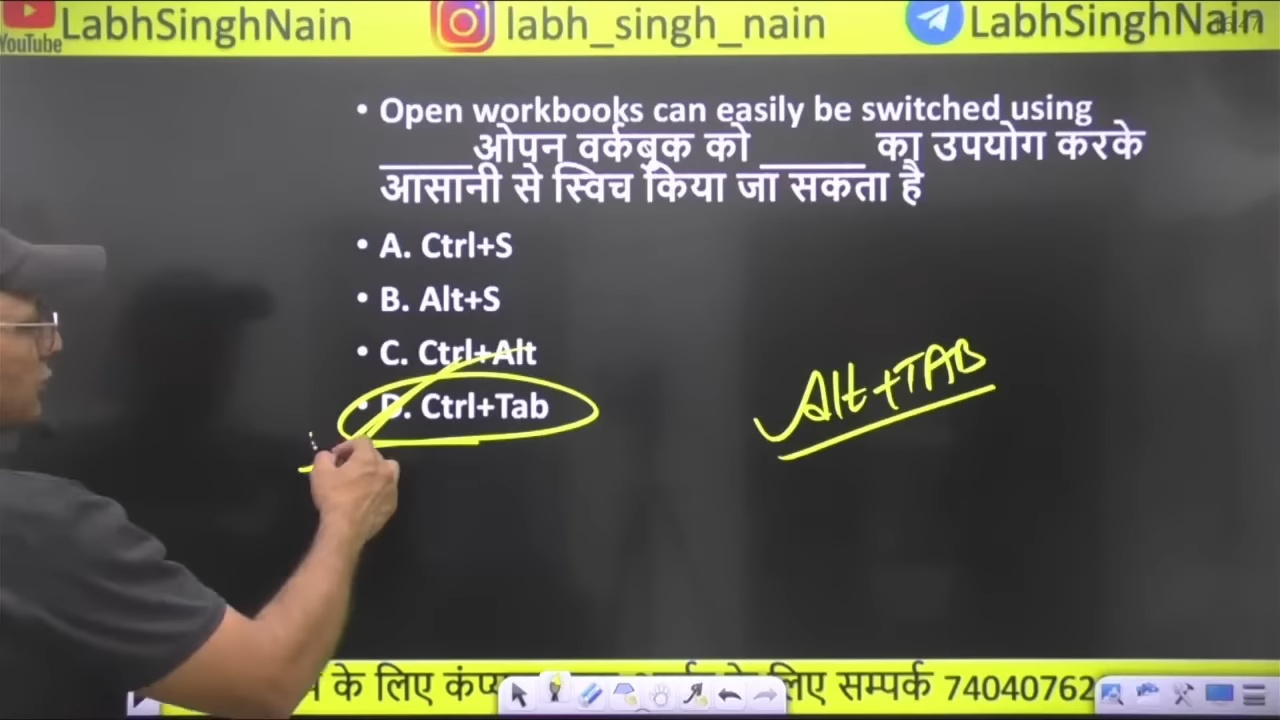 YouTube
LabhSinghNain
labh_singh_nain
LabhSinghNain
• Open workbooks can easily be switched using
_____ओपन वर्कबुक को ______ का उपयोग करके
आसानी से स्विच किया जा सकता है
• A. Ctrl+S
• B. Alt+S
• C. Ctrl+Alt
• D. Ctrl+Tab
Alt+TAB
के लिए
लिए सम्पर्क 74040762